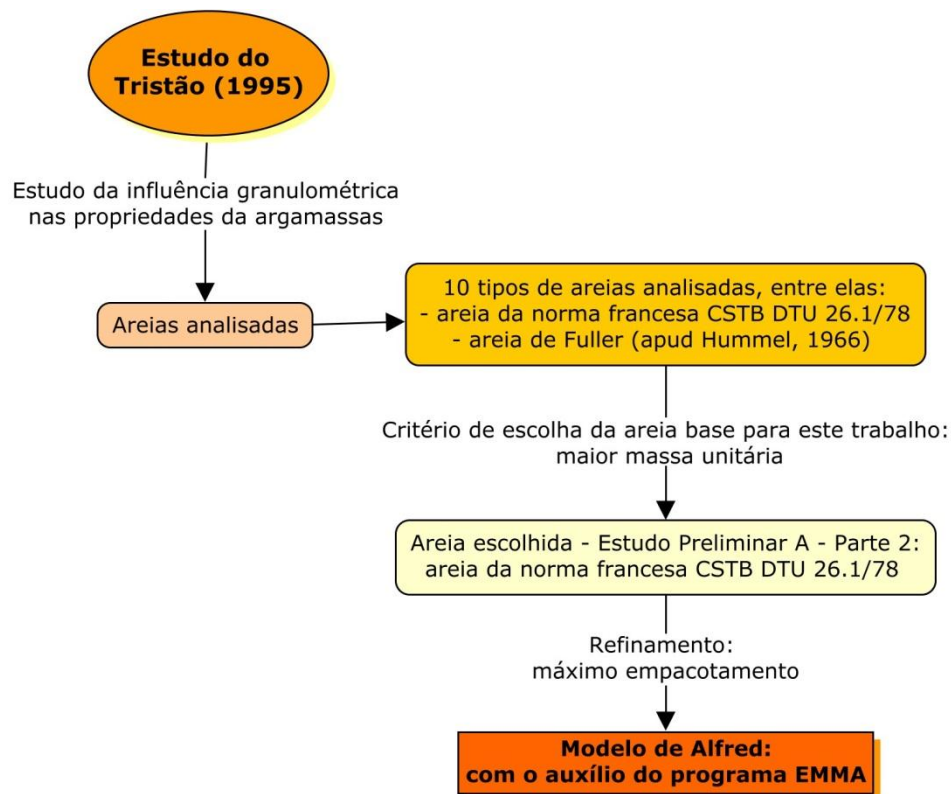 Estudo do
Tristão (1995)
Estudo da influência granulométrica
nas propriedades da argamassas
Areias analisadas
10 tipos de areias analisadas, entre elas:
- areia da norma francesa CSTB DTU 26.1/78
- areia de Fuller (apud Hummel, 1966)
Critério de escolha da areia base para este trabalho:
maior massa unitária
Areia escolhida - Estudo Preliminar A - Parte 2:
areia da norma francesa CSTB DTU 26.1/78
Refinamento:
máximo empacotamento
Modelo de Alfred:
com o auxílio do programa EMMA